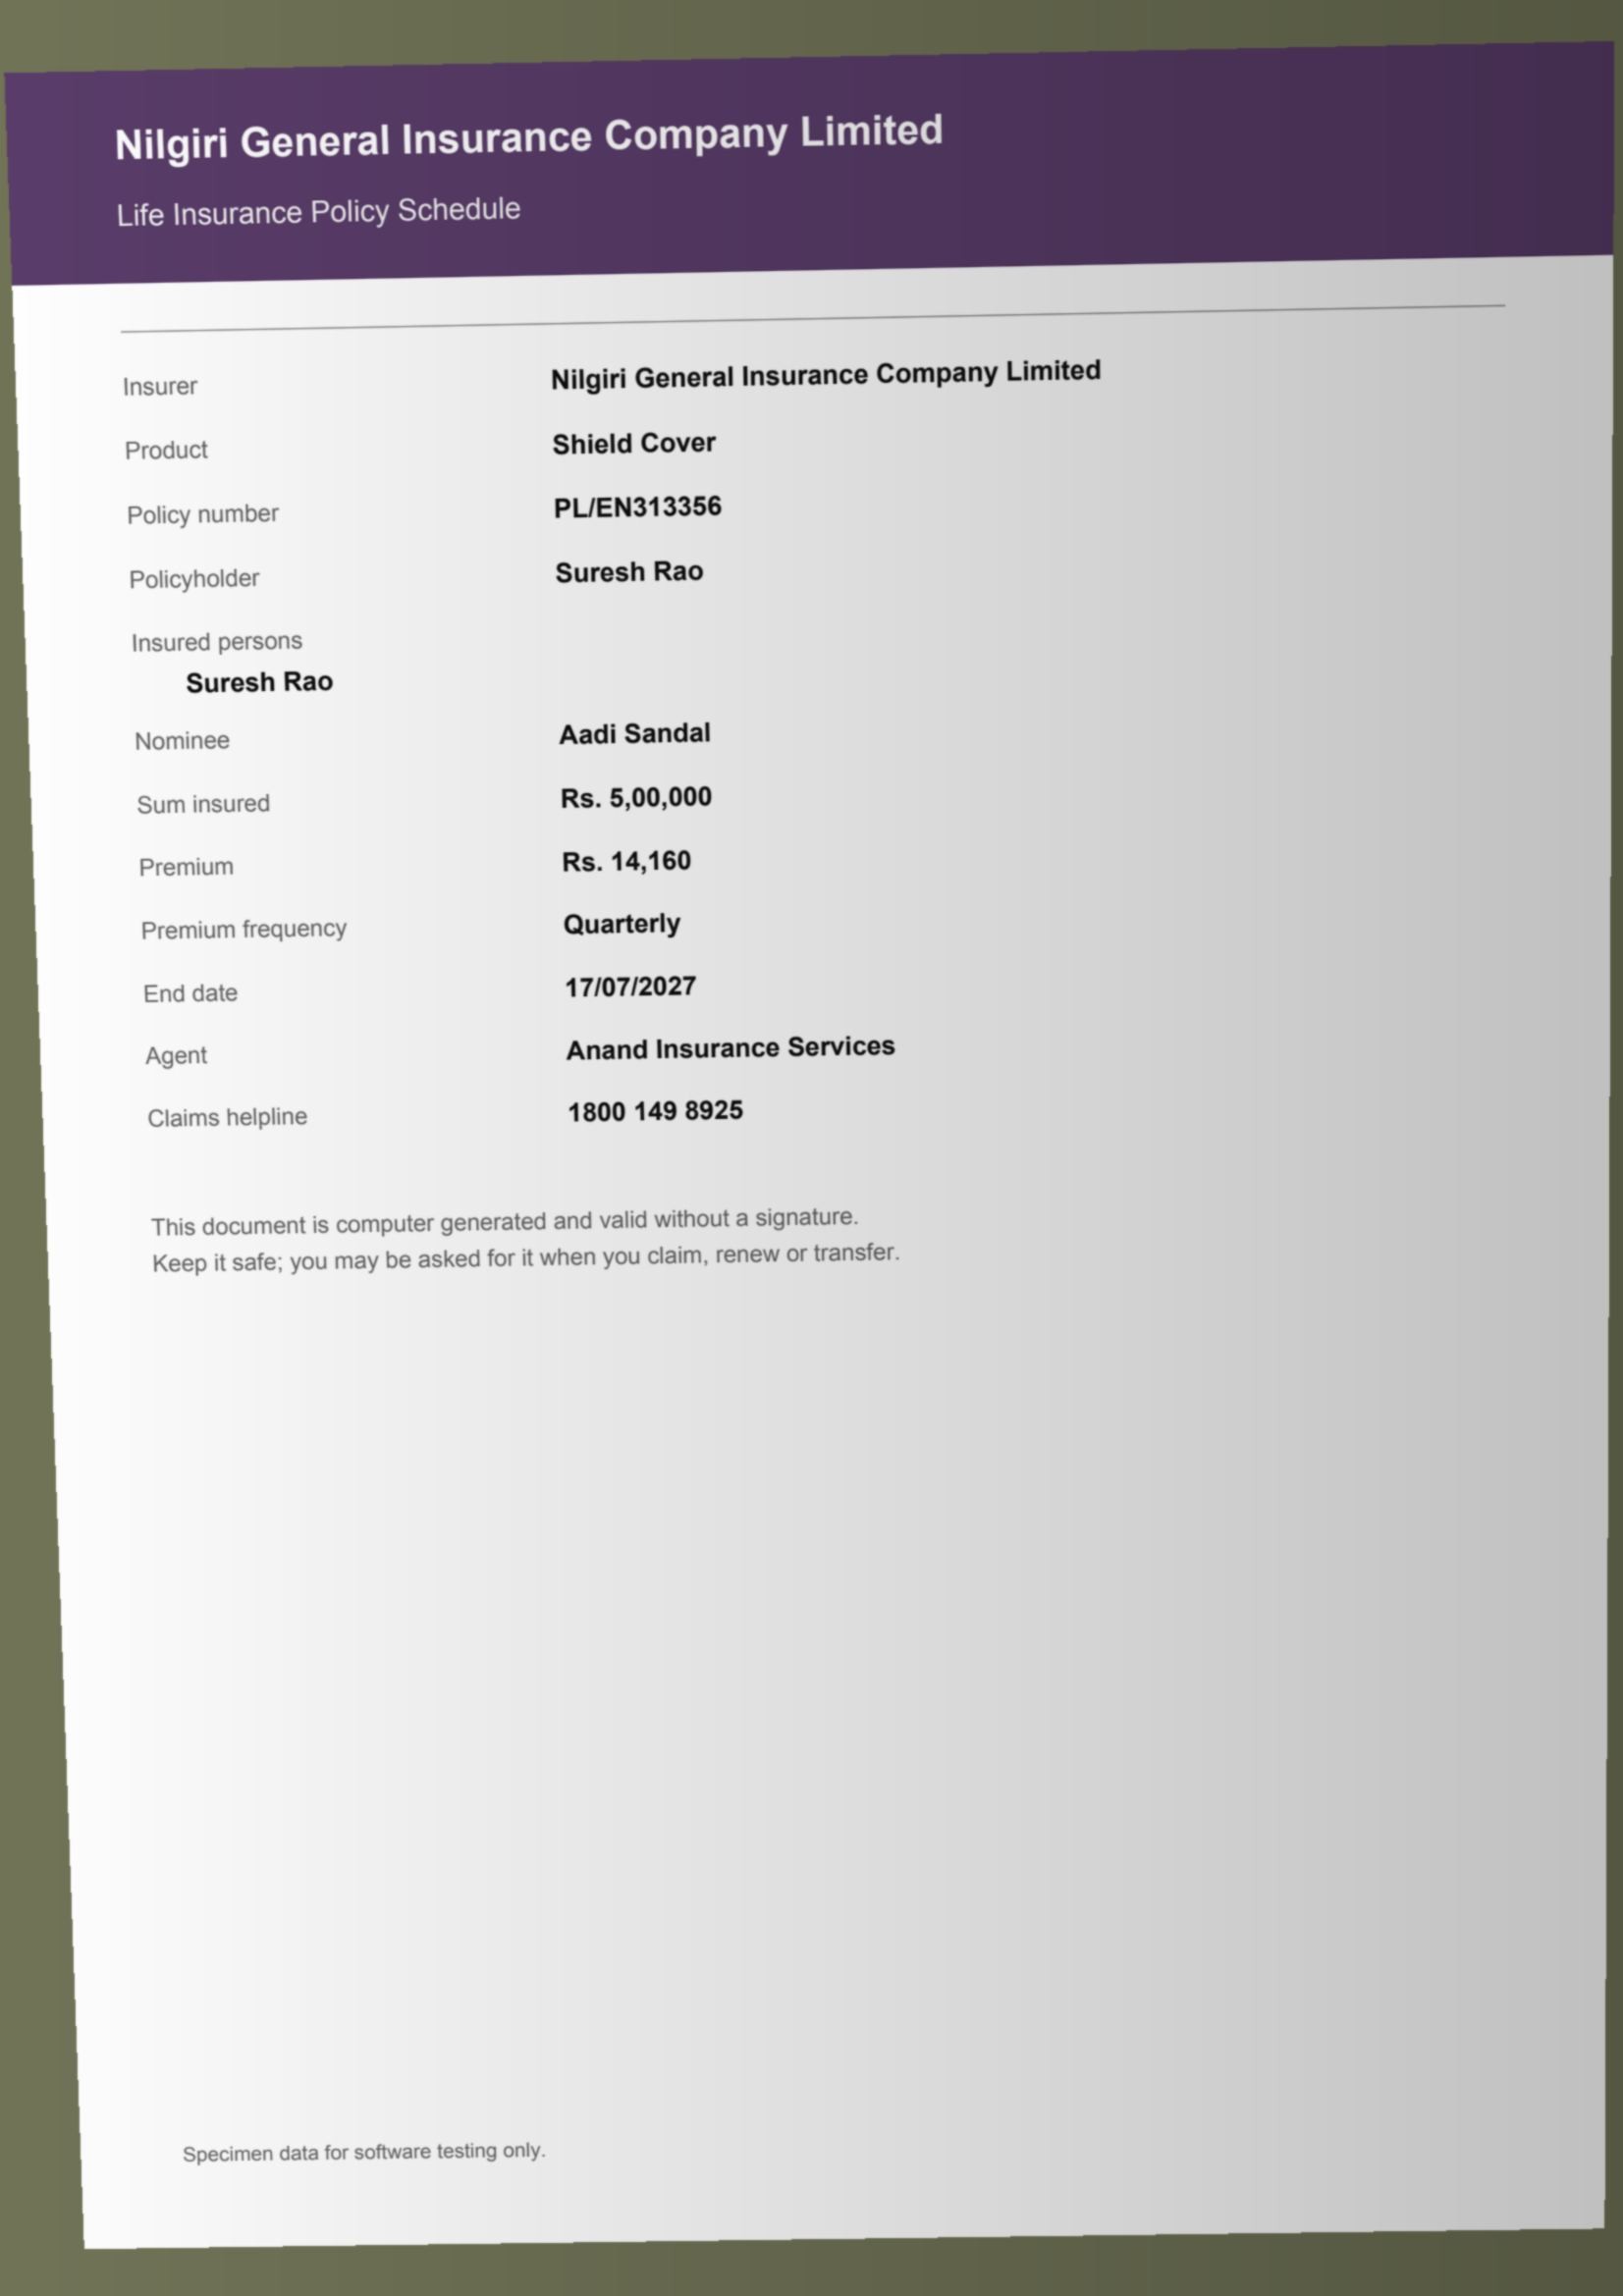 Nilgiri General Insurance Company Limited
Life Insurance Policy Schedule
Insurer Nilgiri General Insurance Company Limited
Product Shield Cover
Policy number PL/EN313356
Policyholder Suresh Rao
Insured persons
Suresh Rao
Nominee Aadi Sandal
Sum insured Rs. 5,00,000
Premium Rs. 14,160
Premium frequency Quarterly
End date 17/07/2027
Agent Anand Insurance Services
Claims helpline 1800 149 8925
This document is computer generated and valid without a signature.
Keep it safe; you may be asked for it when you claim, renew or transfer.
Specimen data for software testing only.